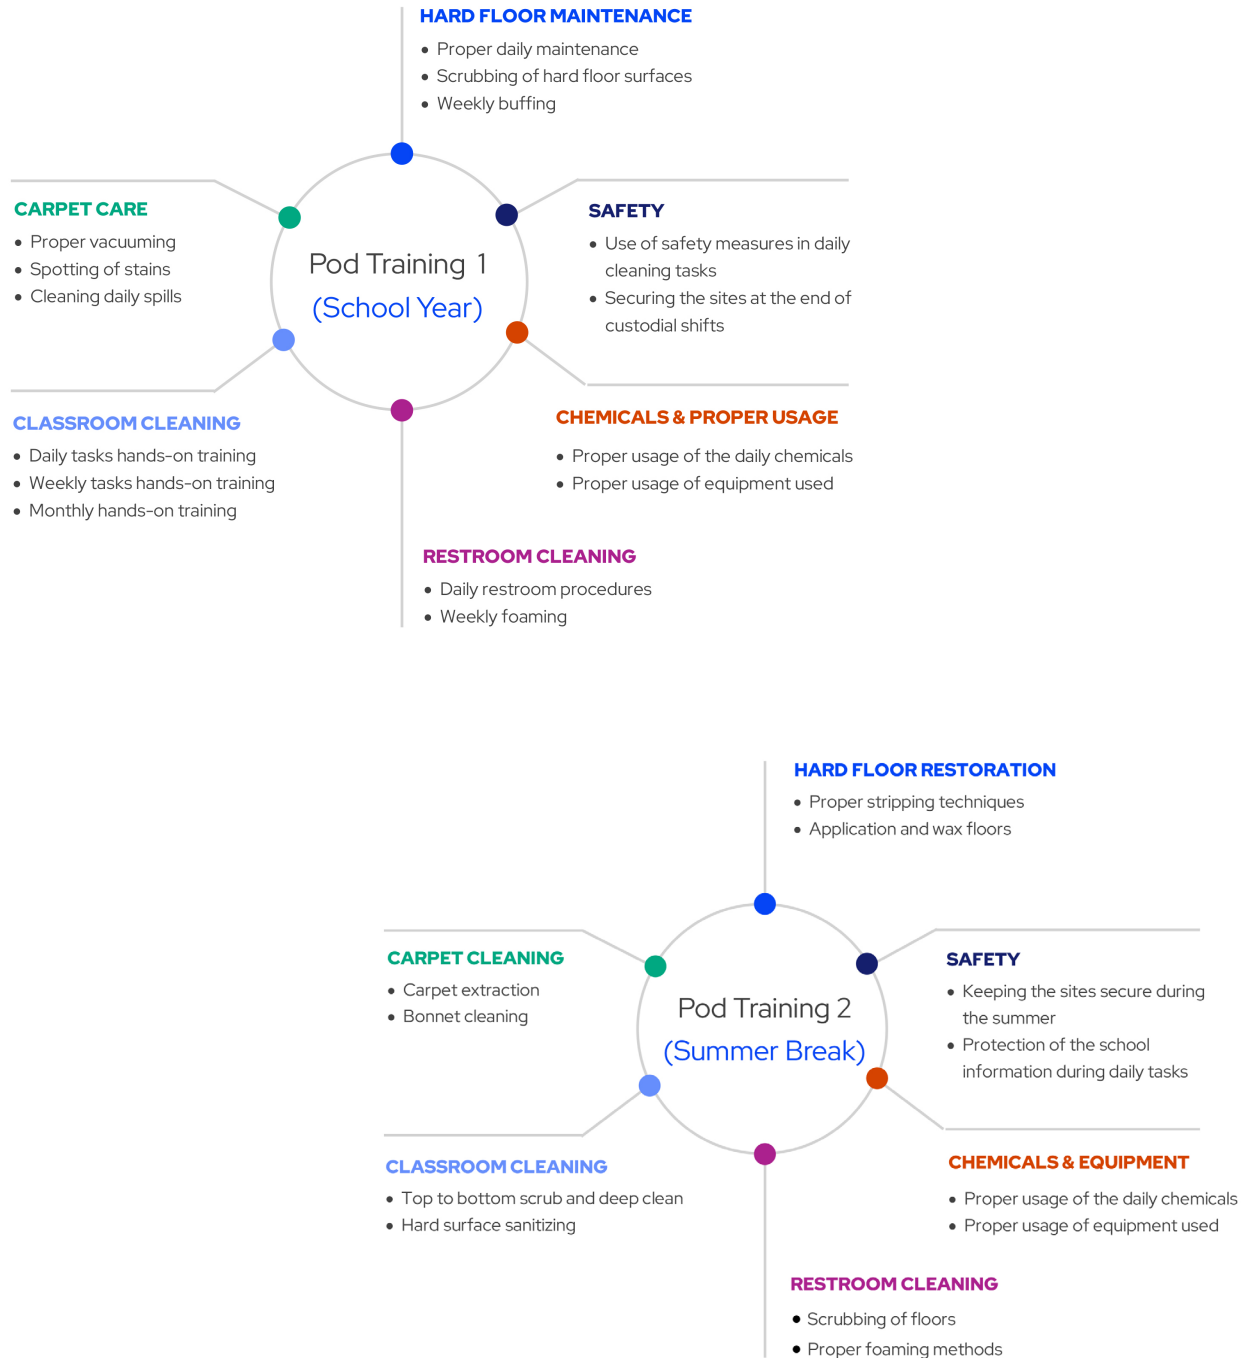 HARD FLOOR MAINTENANCE
• Proper daily maintenance
• Scrubbing of hard floor surfaces
• Weekly buffing
CARPET CARE
• Proper vacuuming
• Spotting of stains
• Cleaning daily spills
Pod Training 1
(School Year)
SAFETY
• Use of safety measures in daily
cleaning tasks
• Securing the sites at the end of
custodial shifts
CLASSROOM CLEANING
• Daily tasks hands-on training
• Weekly tasks hands-on training
• Monthly hands-on training
CHEMICALS & PROPER USAGE
• Proper usage of the daily chemicals
• Proper usage of equipment used
RESTROOM CLEANING
• Daily restroom procedures
• Weekly foaming
HARD FLOOR RESTORATION
• Proper stripping techniques
• Application and wax floors
CARPET CLEANING
• Carpet extraction
• Bonnet cleaning
Pod Training 2
(Summer Break)
SAFETY
• Keeping the sites secure during
the summer
• Protection of the school
information during daily tasks
CLASSROOM CLEANING
• Top to bottom scrub and deep clean
• Hard surface sanitizing
CHEMICALS & EQUIPMENT
• Proper usage of the daily chemicals
• Proper usage of equipment used
RESTROOM CLEANING
• Scrubbing of floors
• Proper foaming methods